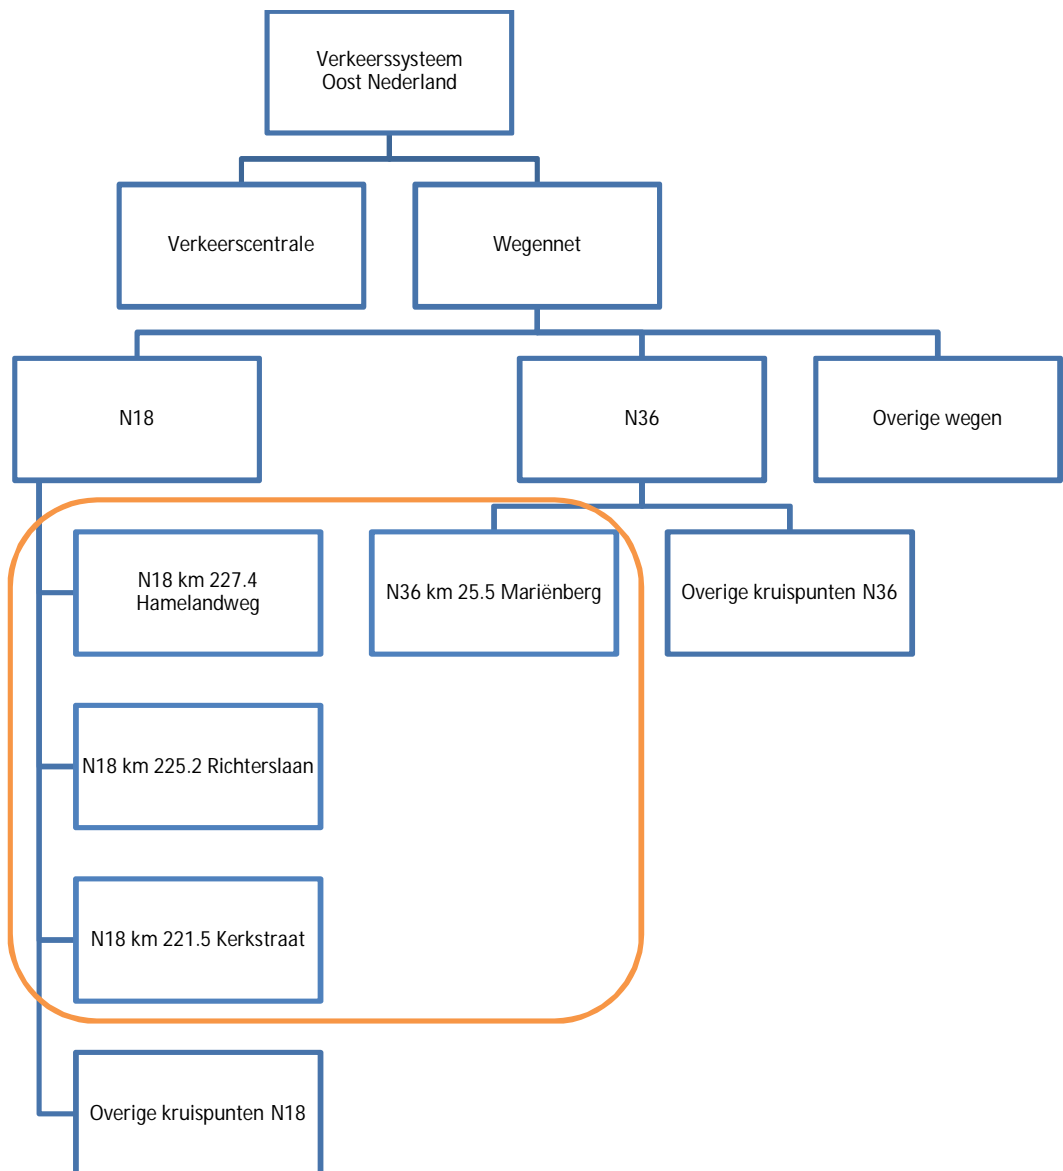 Verkeerssysteem
Oost Nederland
Verkeerscentrale
Wegennet
N18
N36
Overige wegen
N18 km 227.4
Hamelandweg
N36 km 25.5 Mariënberg
Overige kruispunten N36
N18 km 225.2 Richterslaan
N18 km 221.5 Kerkstraat
Overige kruispunten N18